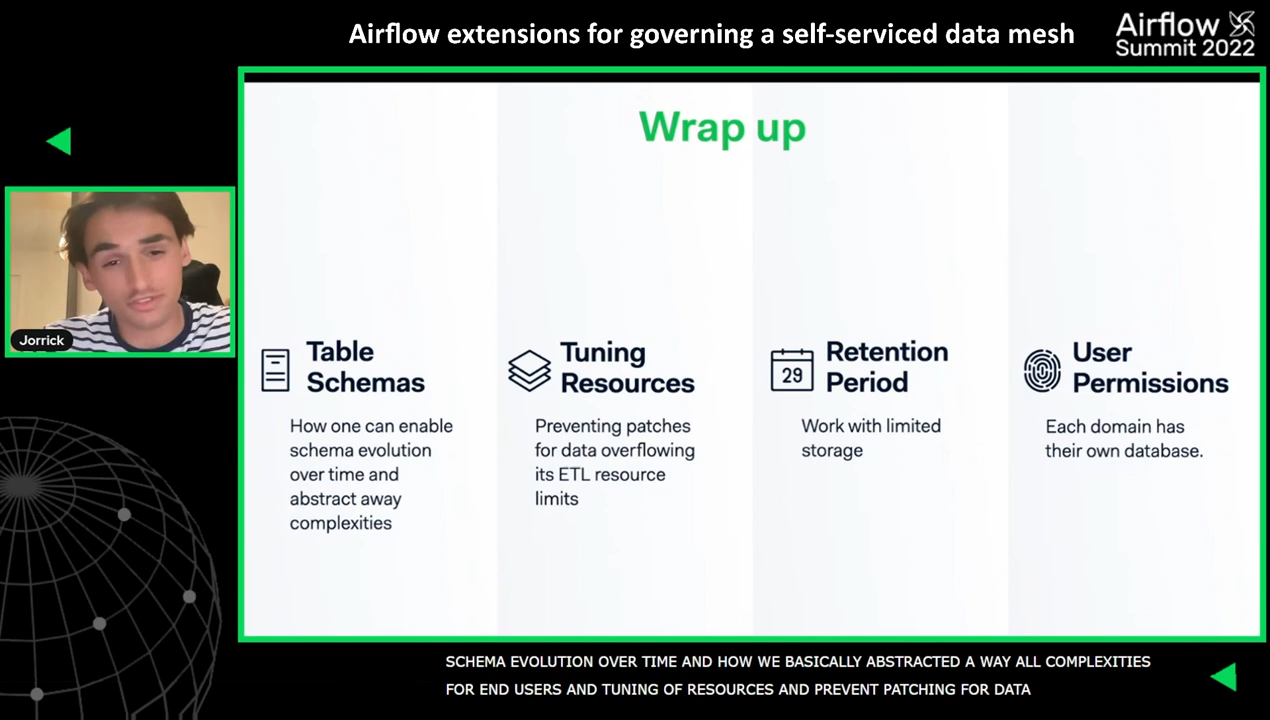 Airflow extensions for governing a self-serviced data mesh
Airflow
Summit 2022
Wrap up
Jorrick
Table
Schemas
How one can enable
schema evolution
over time and
abstract away
complexities
Tuning
Resources
Preventing patches
for data overflowing
its ETL resource
limits
29
Retention
Period
Work with limited
storage
User
Permissions
Each domain has
their own database.
SCHEMA EVOLUTION OVER TIME AND HOW WE BASICALLY ABSTRACTED A WAY ALL COMPLEXITIES
FOR END USERS AND TUNING OF RESOURCES AND PREVENT PATCHING FOR DATA